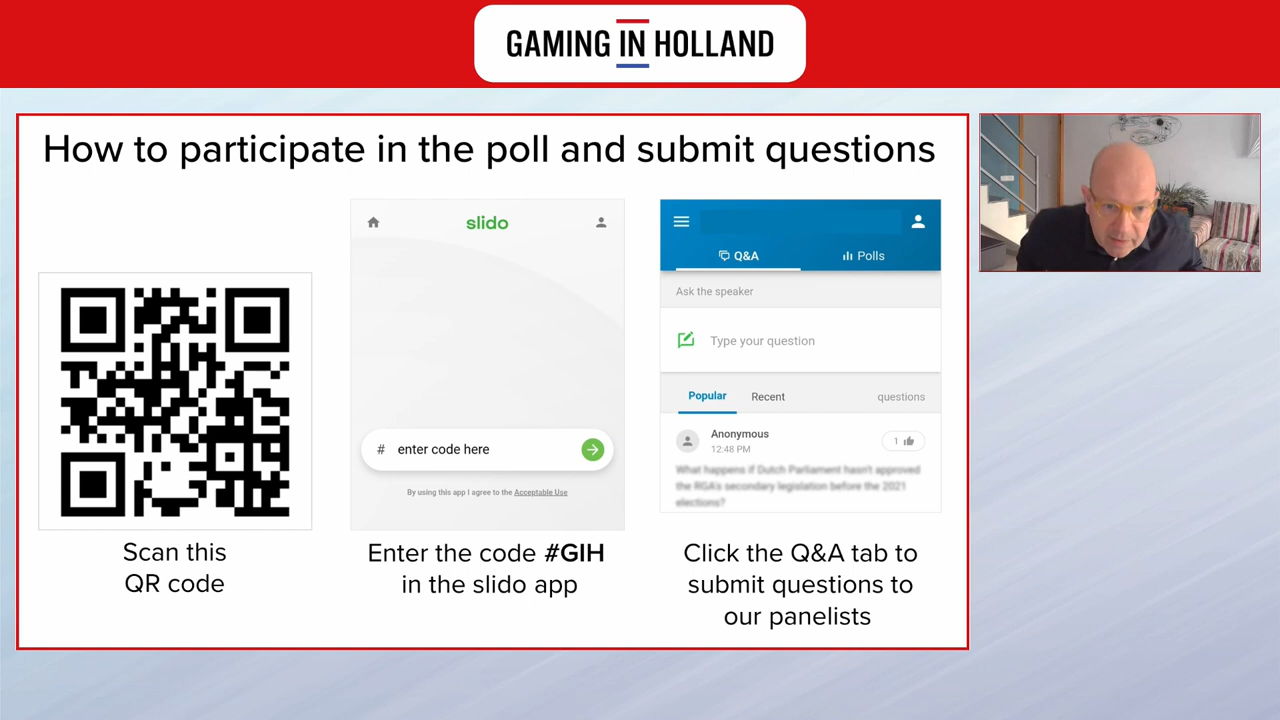 GAMING IN HOLLAND
How to participate in the poll and submit questions
Scan this
QR code
slido
# enter code here
By using this app I agree to the Acceptable Use
Enter the code #GIH
in the slido app
Q&A
Polls
Ask the speaker
Type your question
Popular
Recent
questions
Anonymous
12:48 PM
1
What happens if Dutch Parliament hasn't approved
the RGA's secondary legislation before the 2021
elections?
Click the Q&A tab to
submit questions to
our panelists